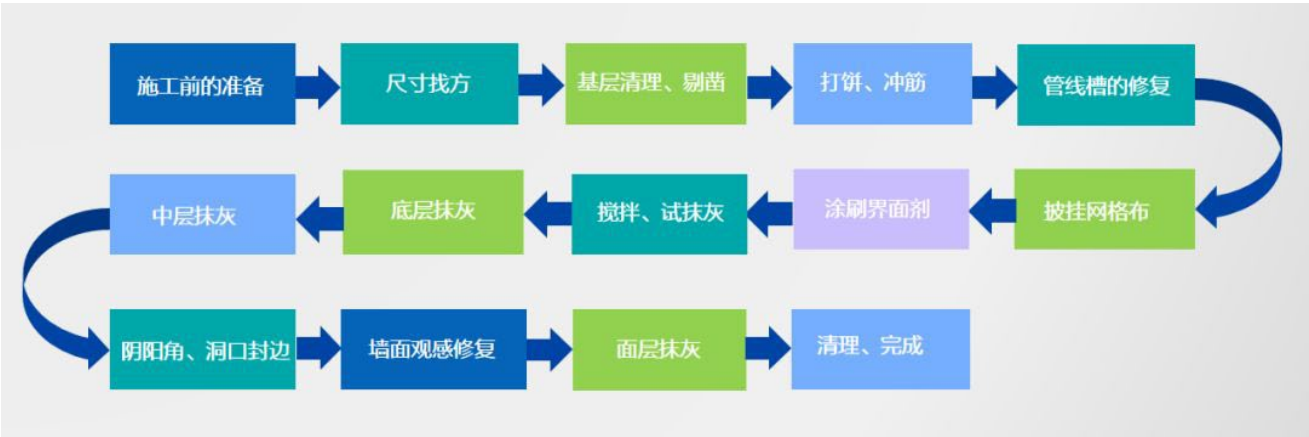 施工前的准备
尺寸找方
基层清理、剔凿
打饼、冲筋
管线槽的修复
披挂网格布
涂刷界面剂
搅拌、试抹灰
底层抹灰
中层抹灰
阴阳角、洞口封边
墙面观感修复
面层抹灰
清理、完成